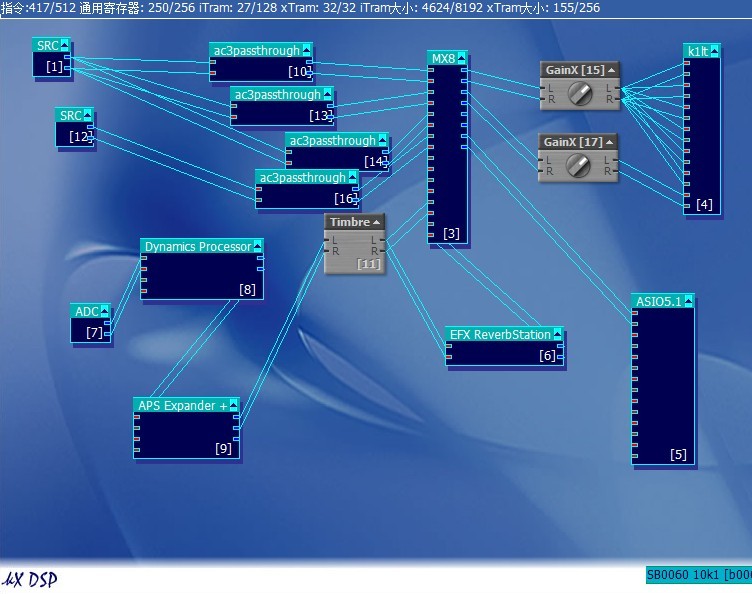 指令:417/512 通用寄存器: 250/256 iTram: 27/128 xTram: 32/32 iTram大小: 4624/8192 xTram大小: 155/256
SRC
[1]
ac3passthrough
[10]
MX8
GainX [15]
L
L
R
R
k1lt
ac3passthrough
[13]
SRC
[12]
ac3passthrough
[14]
GainX [17]
L
L
R
R
ac3passthrough
[16]
[4]
Timbre
L
L
R
R
[11]
[3]
Dynamics Processor
[8]
ADC
[7]
ASIO5.1
EFX ReverbStation
[6]
APS Expander +
[9]
[5]
kX DSP
SB0060 10k1